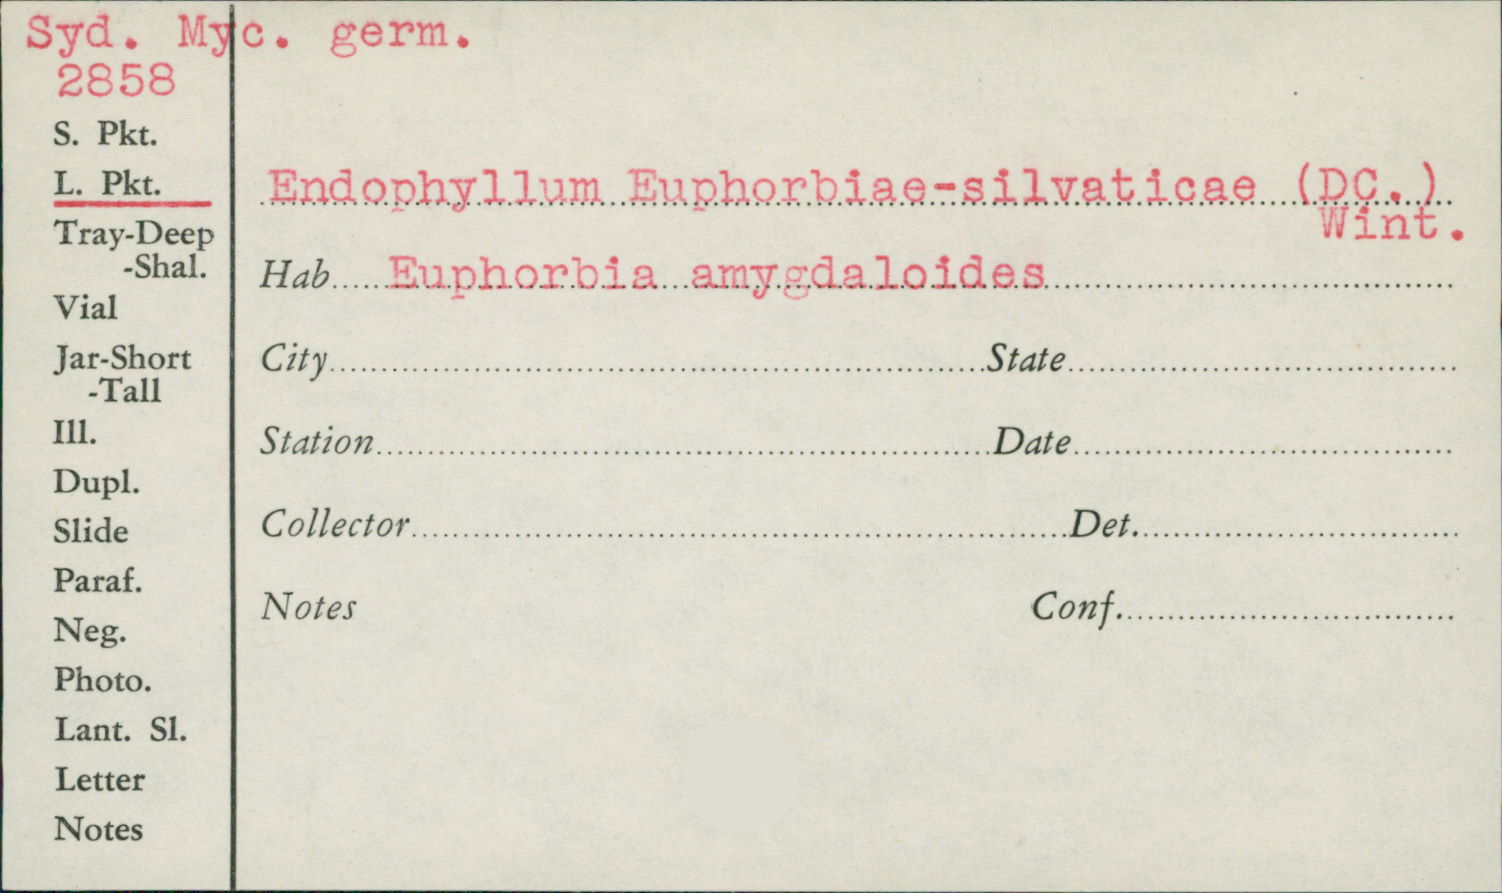 Syd. Myc. germ.
2858
S. Pkt.
L. Pkt.
Tray-Deep
-Shal.
Vial
Jar-Short
-Tall
Ill.
Dupl.
Slide
Paraf.
Neg.
Photo.
Lant. Sl.
Letter
Notes
Endophyllum Euphorbiae-silvaticae (DC.)
Wint.
Hab.....Euphorbia amygdaloides
City State
Station Date
Collector Det.
Notes Conf.